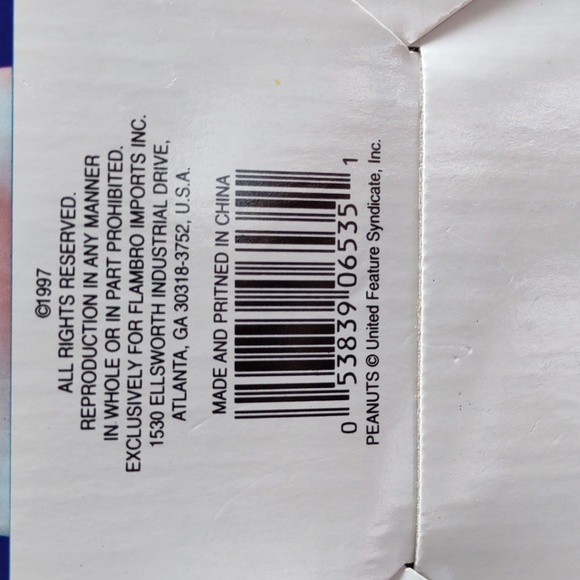 ©1997
ALL RIGHTS RESERVED.
REPRODUCTION IN ANY MANNER
IN WHOLE OR IN PART PROHIBITED.
EXCLUSIVELY FOR FLAMBRO IMPORTS INC.
1530 ELLSWORTH INDUSTRIAL DRIVE,
ATLANTA, GA 30318-3752, U.S.A.
MADE AND PRITNED IN CHINA
0 53839 06535 1
PEANUTS © United Feature Syndicate, Inc.